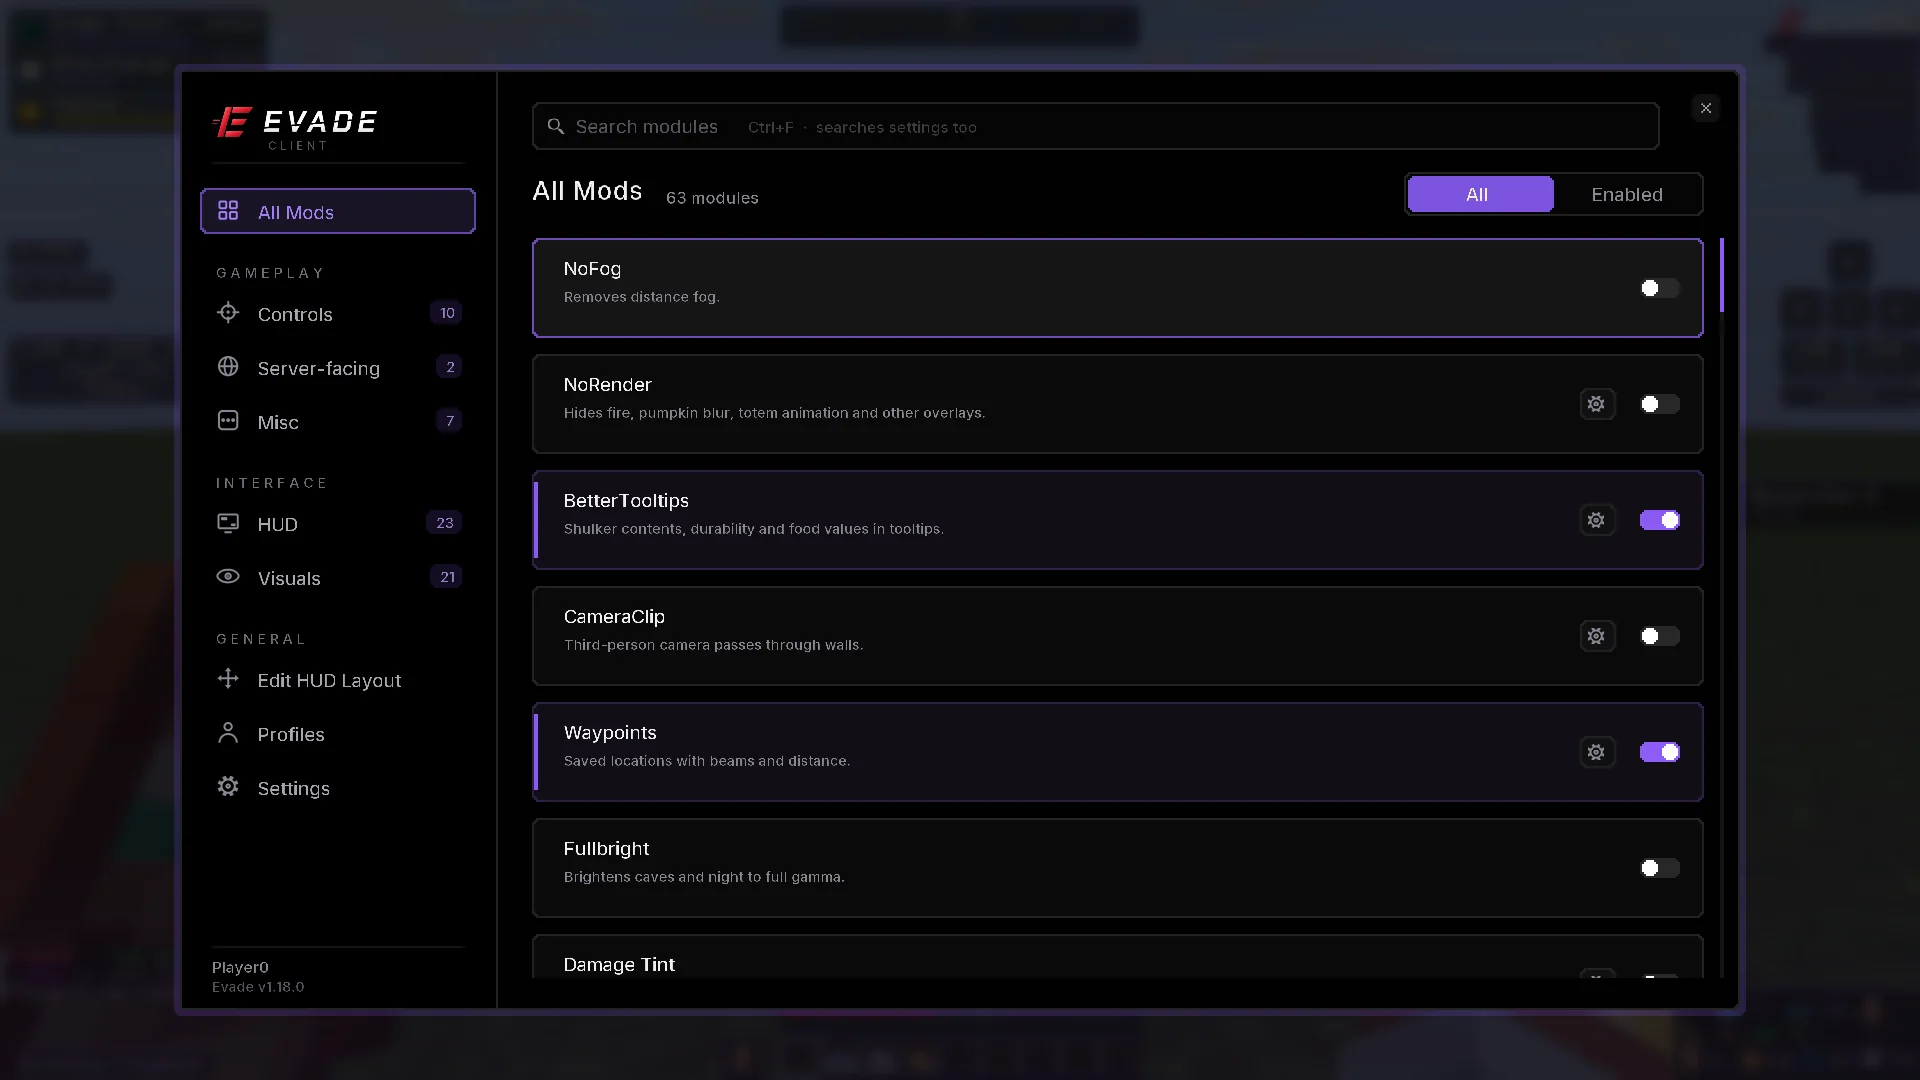 EVADE
CLIENT
All Mods
GAMEPLAY
Controls 10
Server-facing 2
Misc 7
INTERFACE
HUD 23
Visuals 21
GENERAL
Edit HUD Layout
Profiles
Settings
Player0
Evade v1.18.0
Search modules Ctrl+F · searches settings too
All Mods 63 modules
All Enabled
NoFog
Removes distance fog.
NoRender
Hides fire, pumpkin blur, totem animation and other overlays.
BetterTooltips
Shulker contents, durability and food values in tooltips.
CameraClip
Third-person camera passes through walls.
Waypoints
Saved locations with beams and distance.
Fullbright
Brightens caves and night to full gamma.
Damage Tint